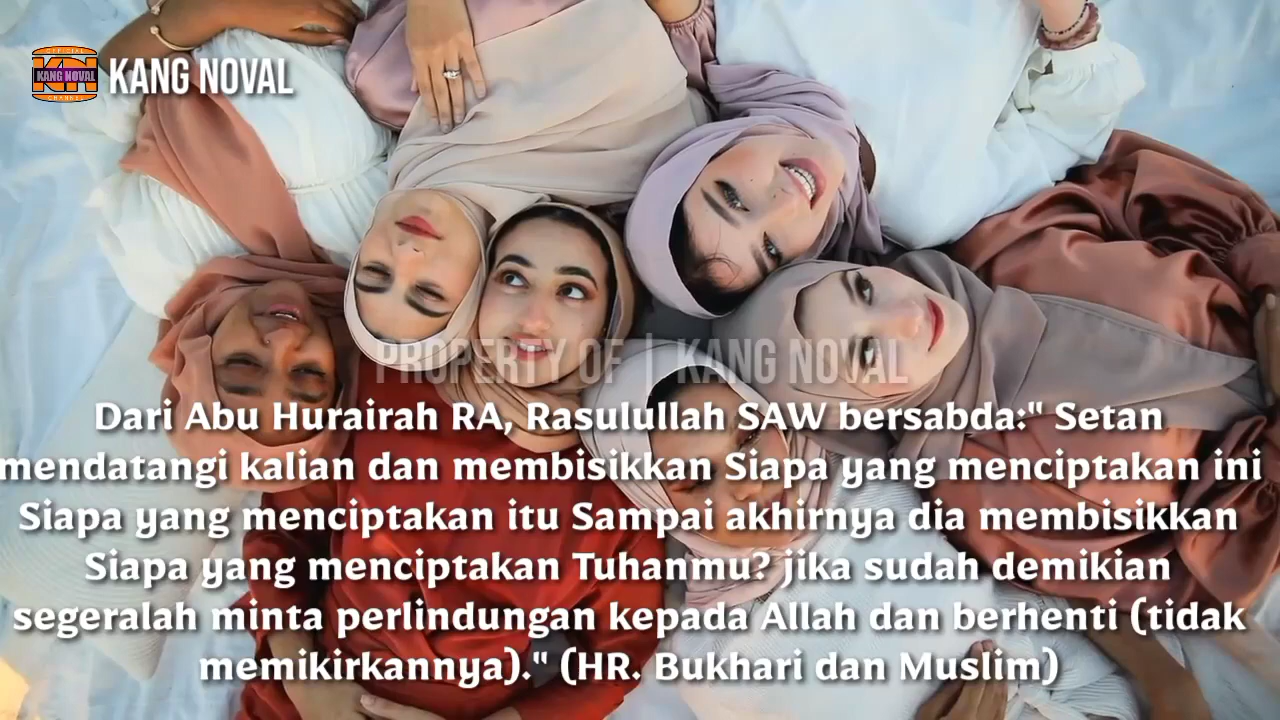 OFFICIAL
KANG NOVAL
CHANNEL
KANG NOVAL
PROPERTY OF | KANG NOVAL
Dari Abu Hurairah RA, Rasulullah SAW bersabda:" Setan
mendatangi kalian dan membisikkan Siapa yang menciptakan ini
Siapa yang menciptakan itu Sampai akhirnya dia membisikkan
Siapa yang menciptakan Tuhanmu? jika sudah demikian
segeralah minta perlindungan kepada Allah dan berhenti (tidak
memikirkannya)." (HR. Bukhari dan Muslim)